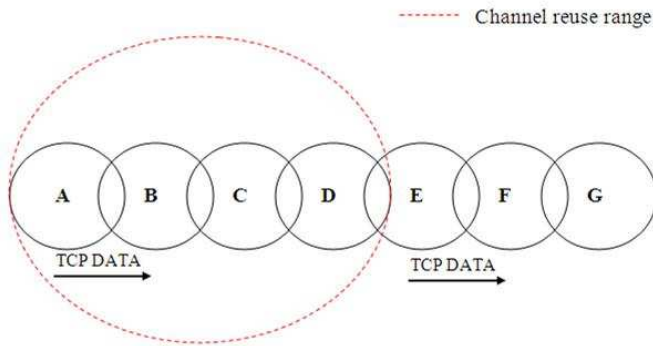 Channel reuse range
A B C D E F G
TCP DATA TCP DATA